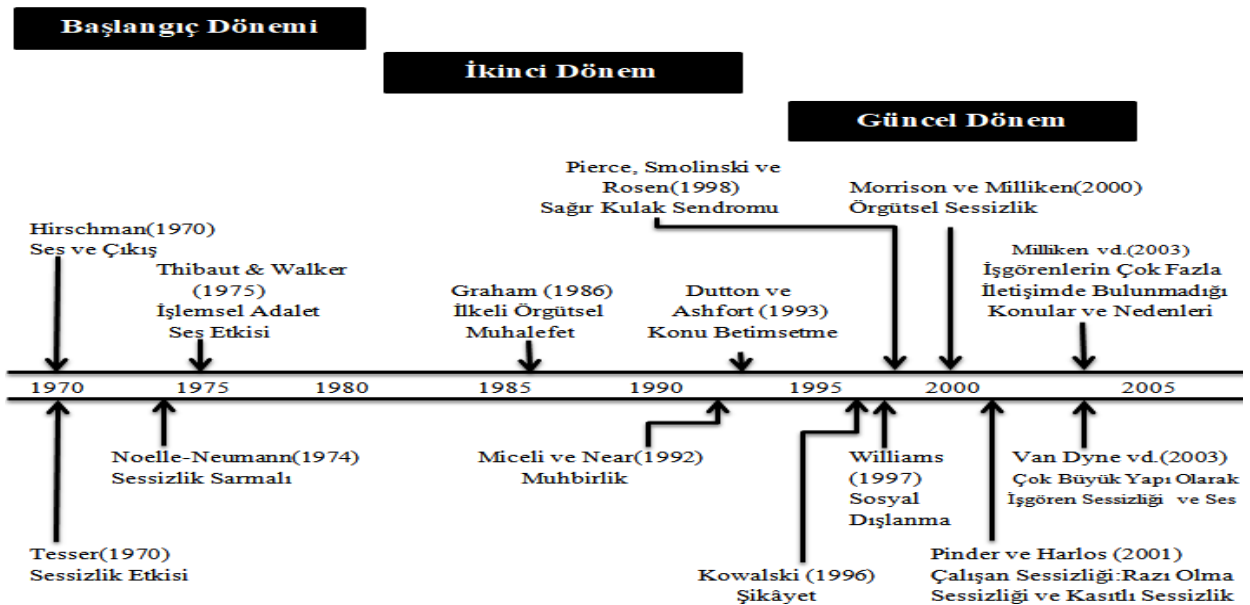 Başlangıç Dönemi
İkinci Dönem
Güncel Dönem
Pierce, Smolinski ve
Rosen(1998)
Sağır Kulak Sendromu
Morrison ve Milliken(2000)
Örgütsel Sessizlik
Hirschman(1970)
Ses ve Çıkış
Thibaut & Walker
(1975)
İşlemsel Adalet
Ses Etkisi
Graham (1986)
İlkeli Örgütsel
Muhalefet
Dutton ve
Ashfort (1993)
Konu Betimsetme
Milliken vd.(2003)
İşgörenlerin Çok Fazla
İletişimde Bulunmadığı
Konular ve Nedenleri
1970 1975 1980 1985 1990 1995 2000 2005
Noelle-Neumann(1974)
Sessizlik Sarmalı
Miceli ve Near(1992)
Muhbirlik
Williams
(1997)
Sosyal
Dışlanma
Van Dyne vd.(2003)
Çok Büyük Yapı Olarak
İşgören Sessizliği ve Ses
Tesser(1970)
Sessizlik Etkisi
Kowalski (1996)
Şikâyet
Pinder ve Harlos (2001)
Çalışan Sessizliği:Razı Olma
Sessizliği ve Kasıtlı Sessizlik